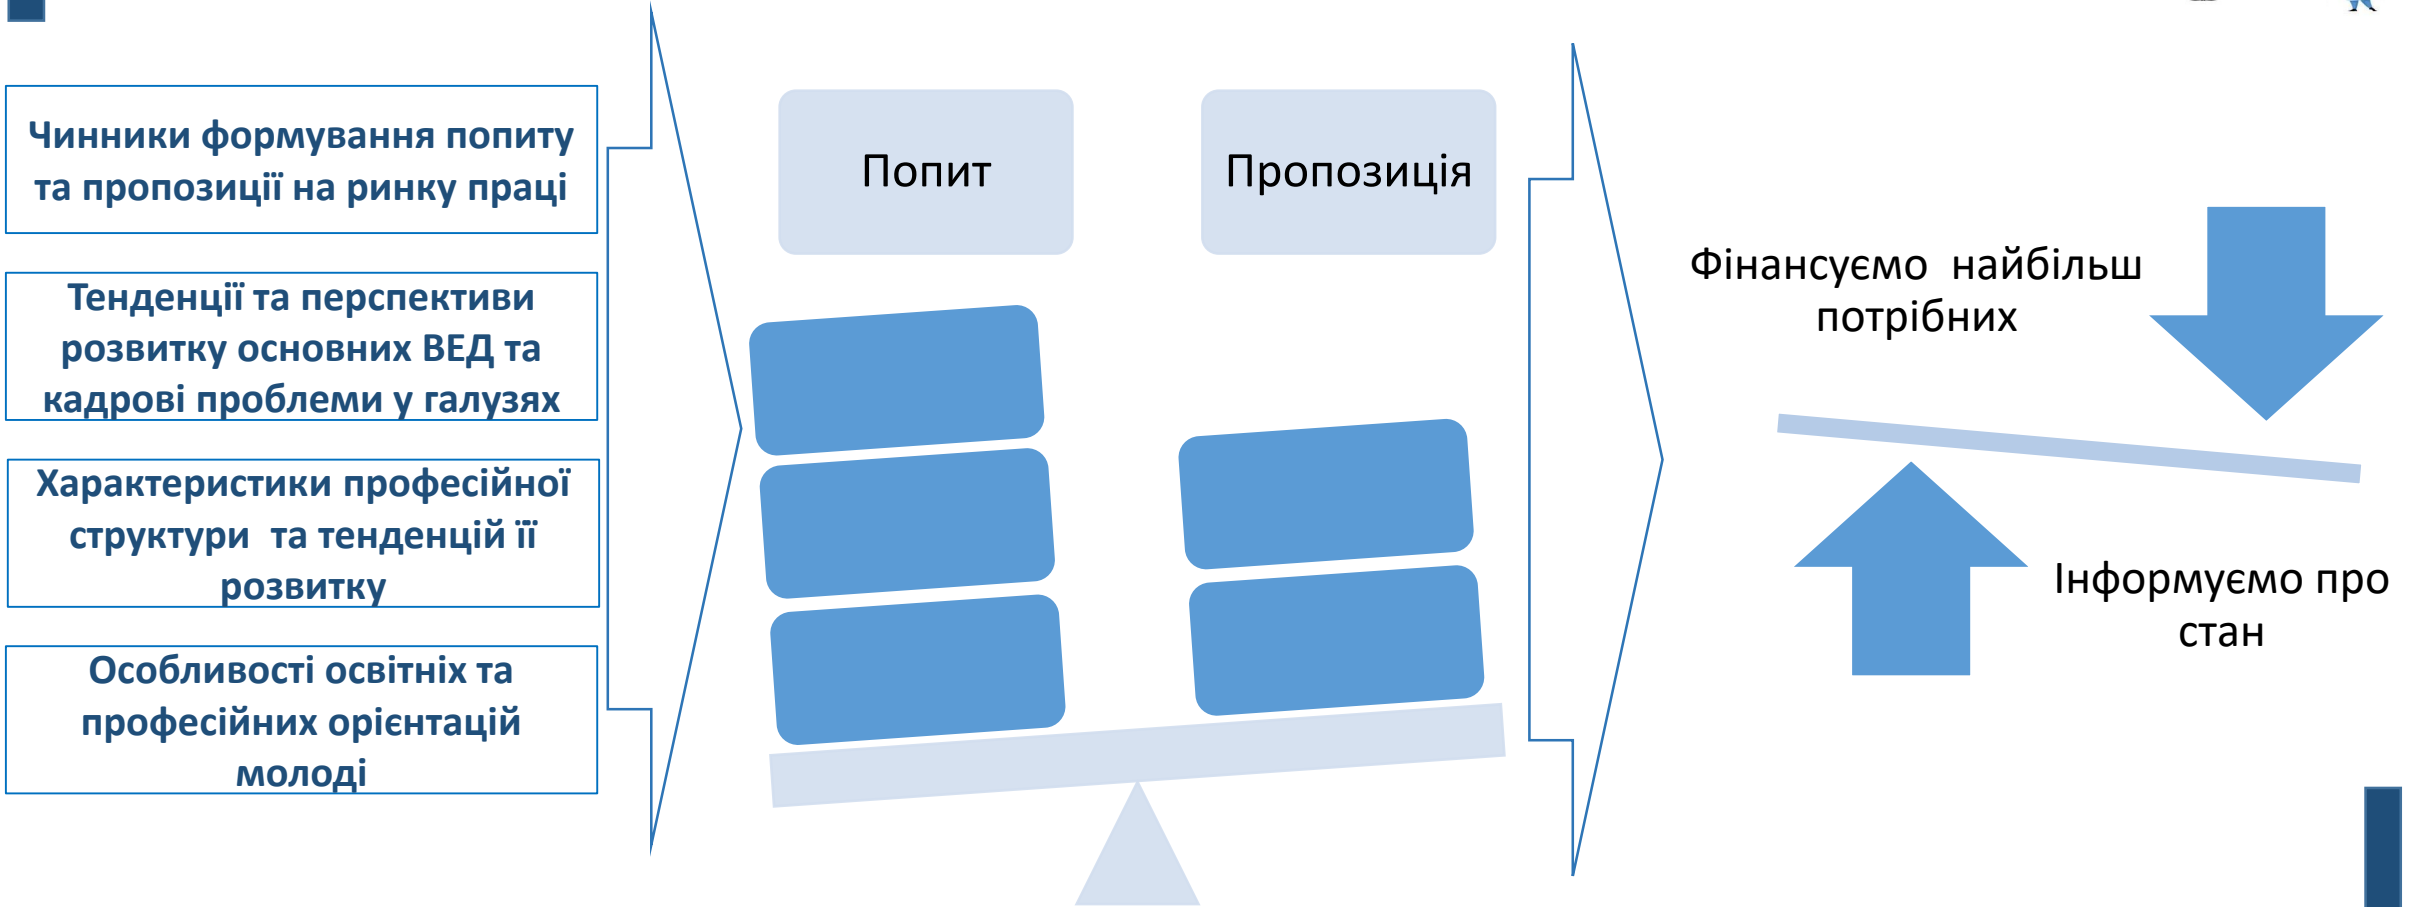 Чинники формування попиту
та пропозиції на ринку праці
Тенденції та перспективи
розвитку основних ВЕД та
кадрові проблеми у галузях
Характеристики професійної
структури та тенденцій її
розвитку
Особливості освітніх та
професійних орієнтацій
молоді
Попит
Пропозиція
Фінансуємо найбільш
потрібних
Інформуємо про
стан